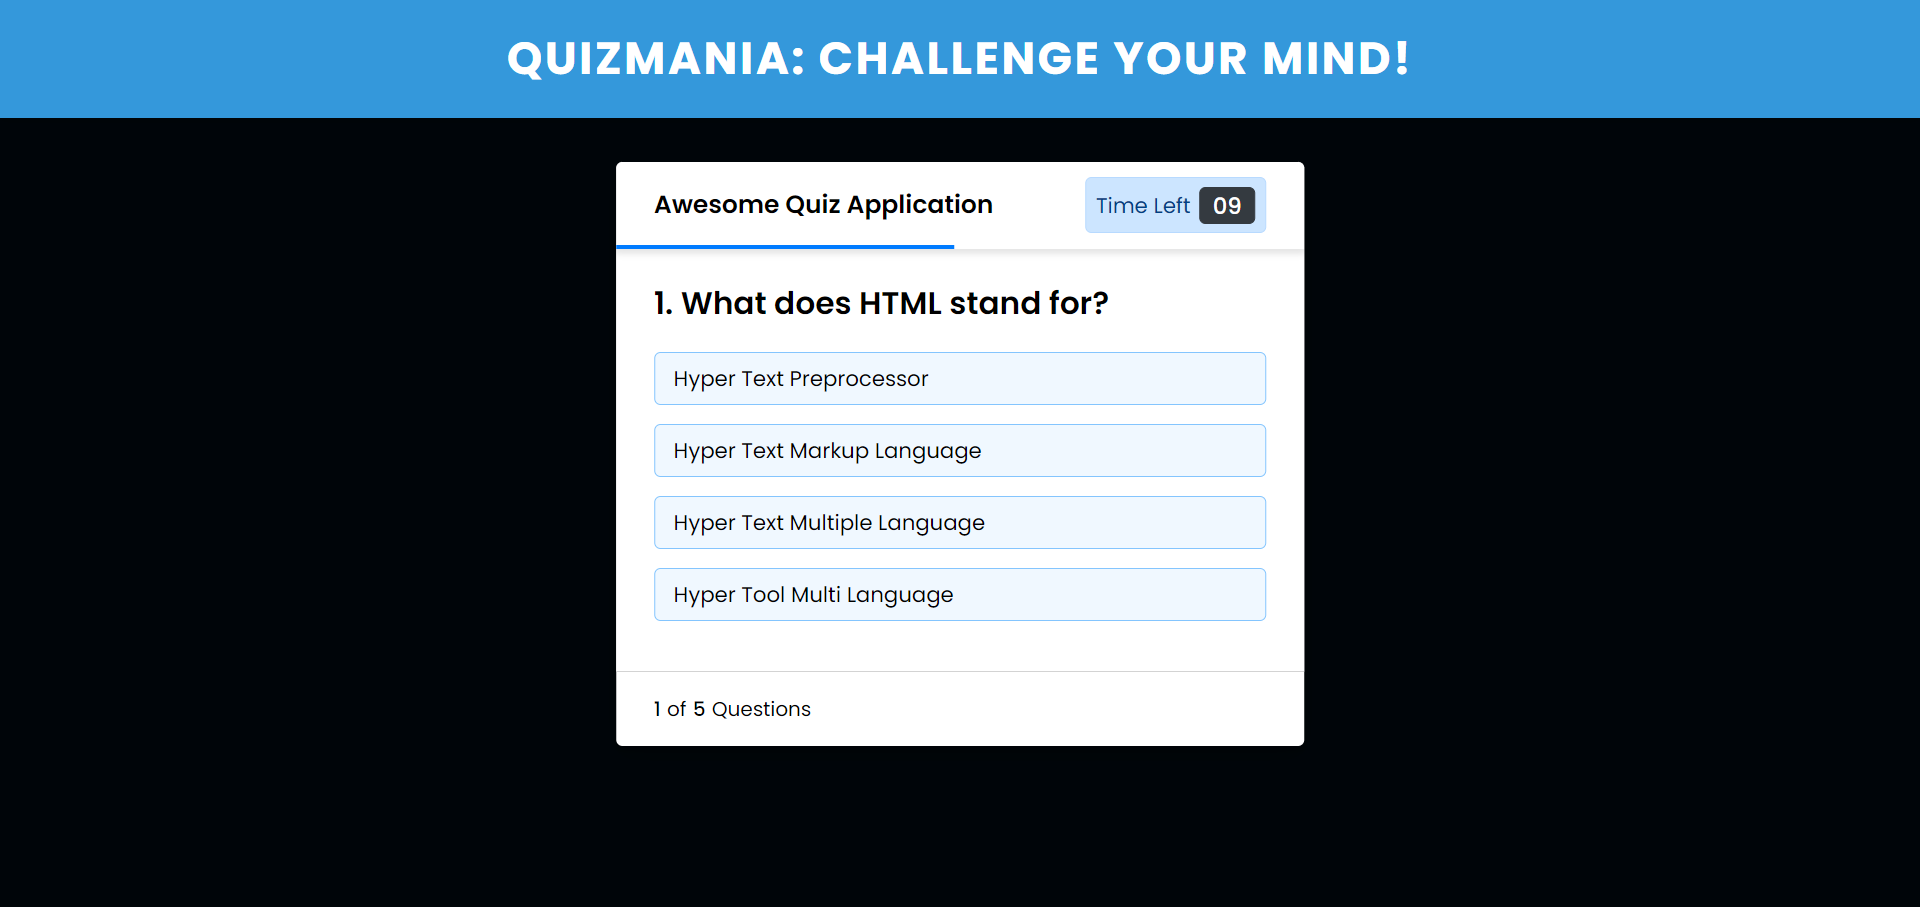 QUIZMANIA: CHALLENGE YOUR MIND!
Awesome Quiz Application
Time Left 09
1. What does HTML stand for?
Hyper Text Preprocessor
Hyper Text Markup Language
Hyper Text Multiple Language
Hyper Tool Multi Language
1 of 5 Questions